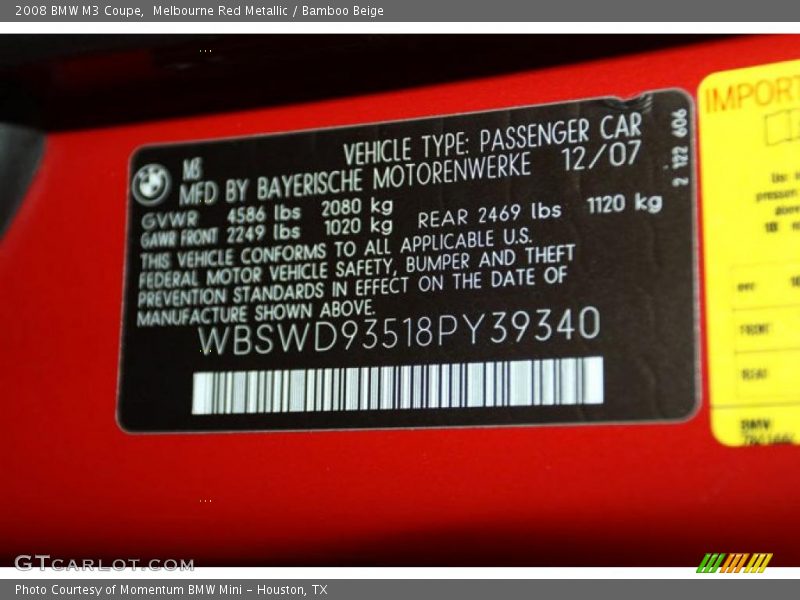 2008 BMW M3 Coupe, Melbourne Red Metallic / Bamboo Beige
M3
VEHICLE TYPE: PASSENGER CAR
MFD BY BAYERISCHE MOTORENWERKE 12/07
GVWR 4586 lbs 2080 kg
GAWR FRONT 2249 lbs 1020 kg REAR 2469 lbs 1120 kg
THIS VEHICLE CONFORMS TO ALL APPLICABLE U.S.
FEDERAL MOTOR VEHICLE SAFETY, BUMPER AND THEFT
PREVENTION STANDARDS IN EFFECT ON THE DATE OF
MANUFACTURE SHOWN ABOVE.
WBSWD93518PY39340
2 122 606
IMPORT
FRONT
REAR
BMW
GTCARLOT.COM
Photo Courtesy of Momentum BMW Mini - Houston, TX